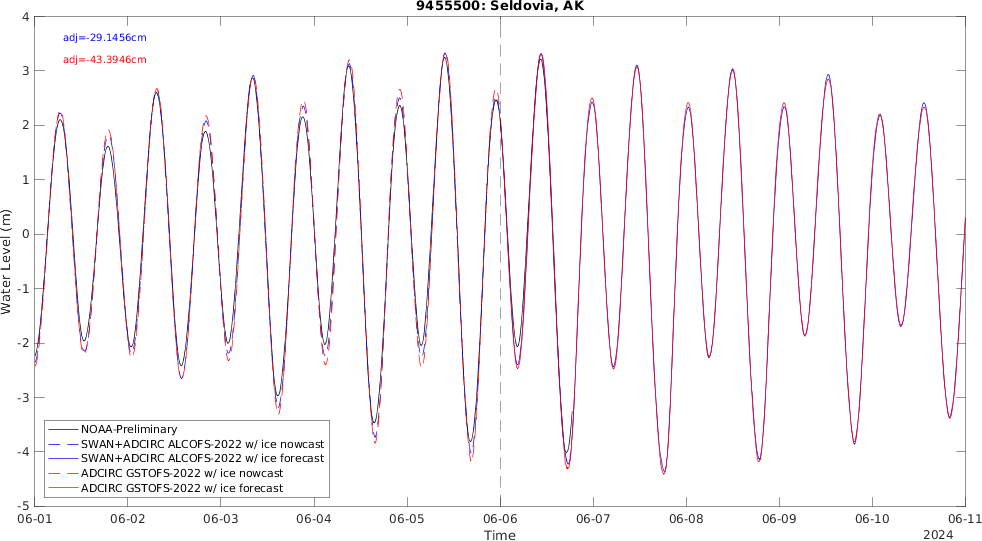 9455500: Seldovia, AK
adj=-29.1456cm
adj=-43.3946cm
4
3
2
1
0
-1
-2
-3
-4
-5
Water Level (m)
NOAA-Preliminary
SWAN+ADCIRC ALCOFS-2022 w/ ice nowcast
SWAN+ADCIRC ALCOFS-2022 w/ ice forecast
ADCIRC GSTOFS-2022 w/ ice nowcast
ADCIRC GSTOFS-2022 w/ ice forecast
06-01 06-02 06-03 06-04 06-05 06-06 06-07 06-08 06-09 06-10 06-11
Time
2024